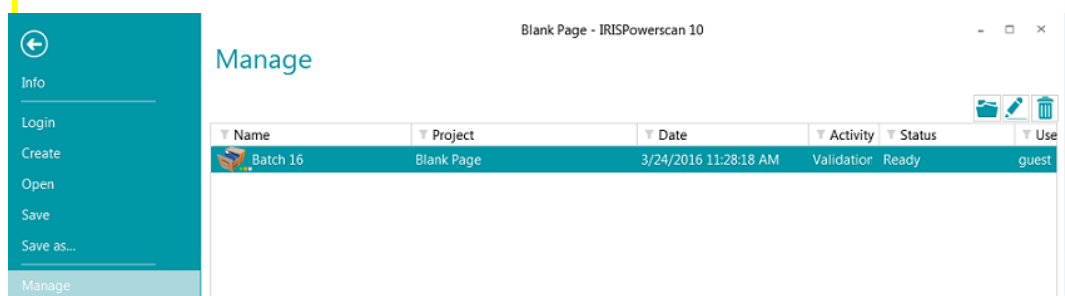 Blank Page - IRISPowerscan 10
Manage
Info
Login
Create
Open
Save
Save as...
Manage
Name Project Date Activity Status Use
Batch 16 Blank Page 3/24/2016 11:28:18 AM Validation Ready guest